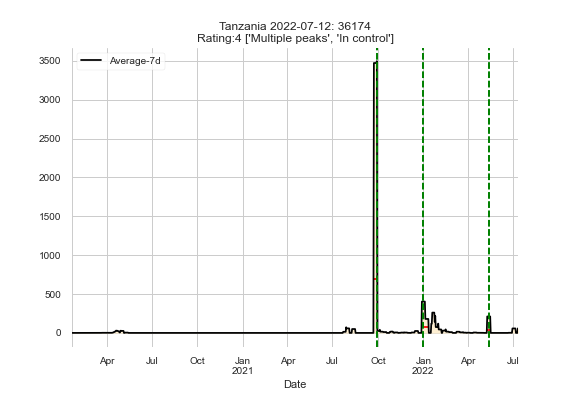 Tanzania 2022-07-12: 36174
Rating:4 ['Multiple peaks', 'In control']
Average-7d
3500
3000
2500
2000
1500
1000
500
0
Apr Jul Oct Jan Apr Jul Oct Jan Apr Jul
2021 2022
Date